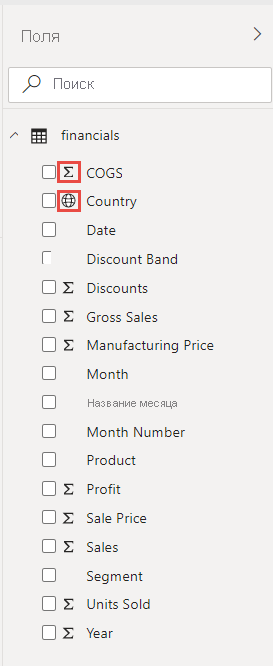 Поля
Поиск
financials
Σ COGS
Country
Date
Discount Band
Σ Discounts
Σ Gross Sales
Σ Manufacturing Price
Month
Название месяца
Month Number
Product
Σ Profit
Σ Sale Price
Σ Sales
Segment
Σ Units Sold
Σ Year